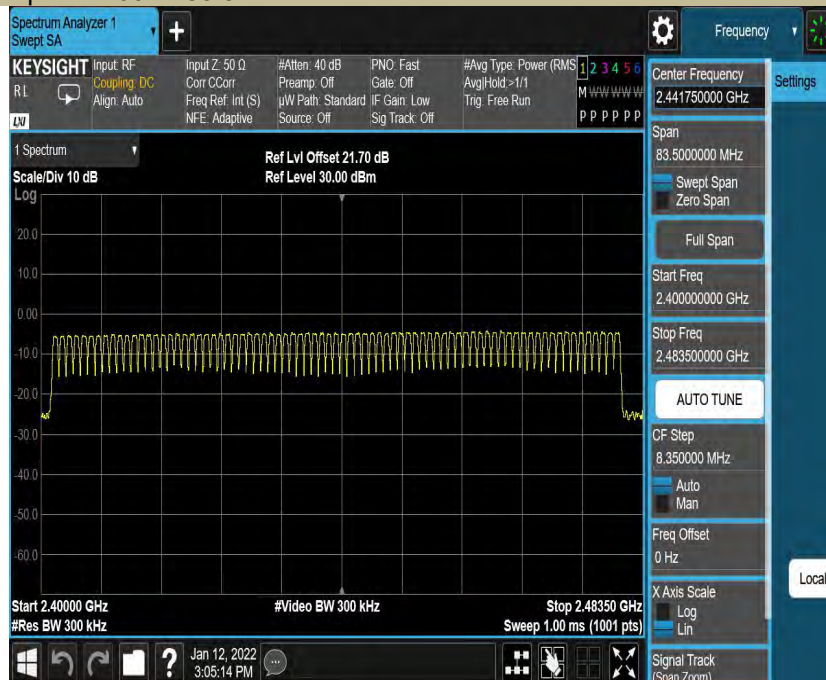 Spectrum Analyzer 1
Swept SA
+
Frequency
KEYSIGHT
RL
LXI
Input: RF
Coupling: DC
Align: Auto
Input Z: 50 Ω
Corr CCorr
Freq Ref: Int (S)
NFE: Adaptive
#Atten: 40 dB
Preamp: Off
µW Path: Standard
Source: Off
PNO: Fast
Gate: Off
IF Gain: Low
Sig Track: Off
#Avg Type: Power (RMS
Avg|Hold:>1/1
Trig: Free Run
1 2 3 4 5 6
M W W W W W
P P P P P P
1 Spectrum
Scale/Div 10 dB
Ref Lvl Offset 21.70 dB
Ref Level 30.00 dBm
Log
20.0
10.0
0.00
-10.0
-20.0
-30.0
-40.0
-50.0
-60.0
Start 2.40000 GHz
#Res BW 300 kHz
#Video BW 300 kHz
Stop 2.48350 GHz
Sweep 1.00 ms (1001 pts)
Jan 12, 2022
3:05:14 PM
?
Center Frequency
2.441750000 GHz
Span
83.5000000 MHz
Swept Span
Zero Span
Full Span
Start Freq
2.400000000 GHz
Stop Freq
2.483500000 GHz
AUTO TUNE
CF Step
8.350000 MHz
Auto
Man
Freq Offset
0 Hz
X Axis Scale
Log
Lin
Signal Track
(Span Zoom)
Settings
Local